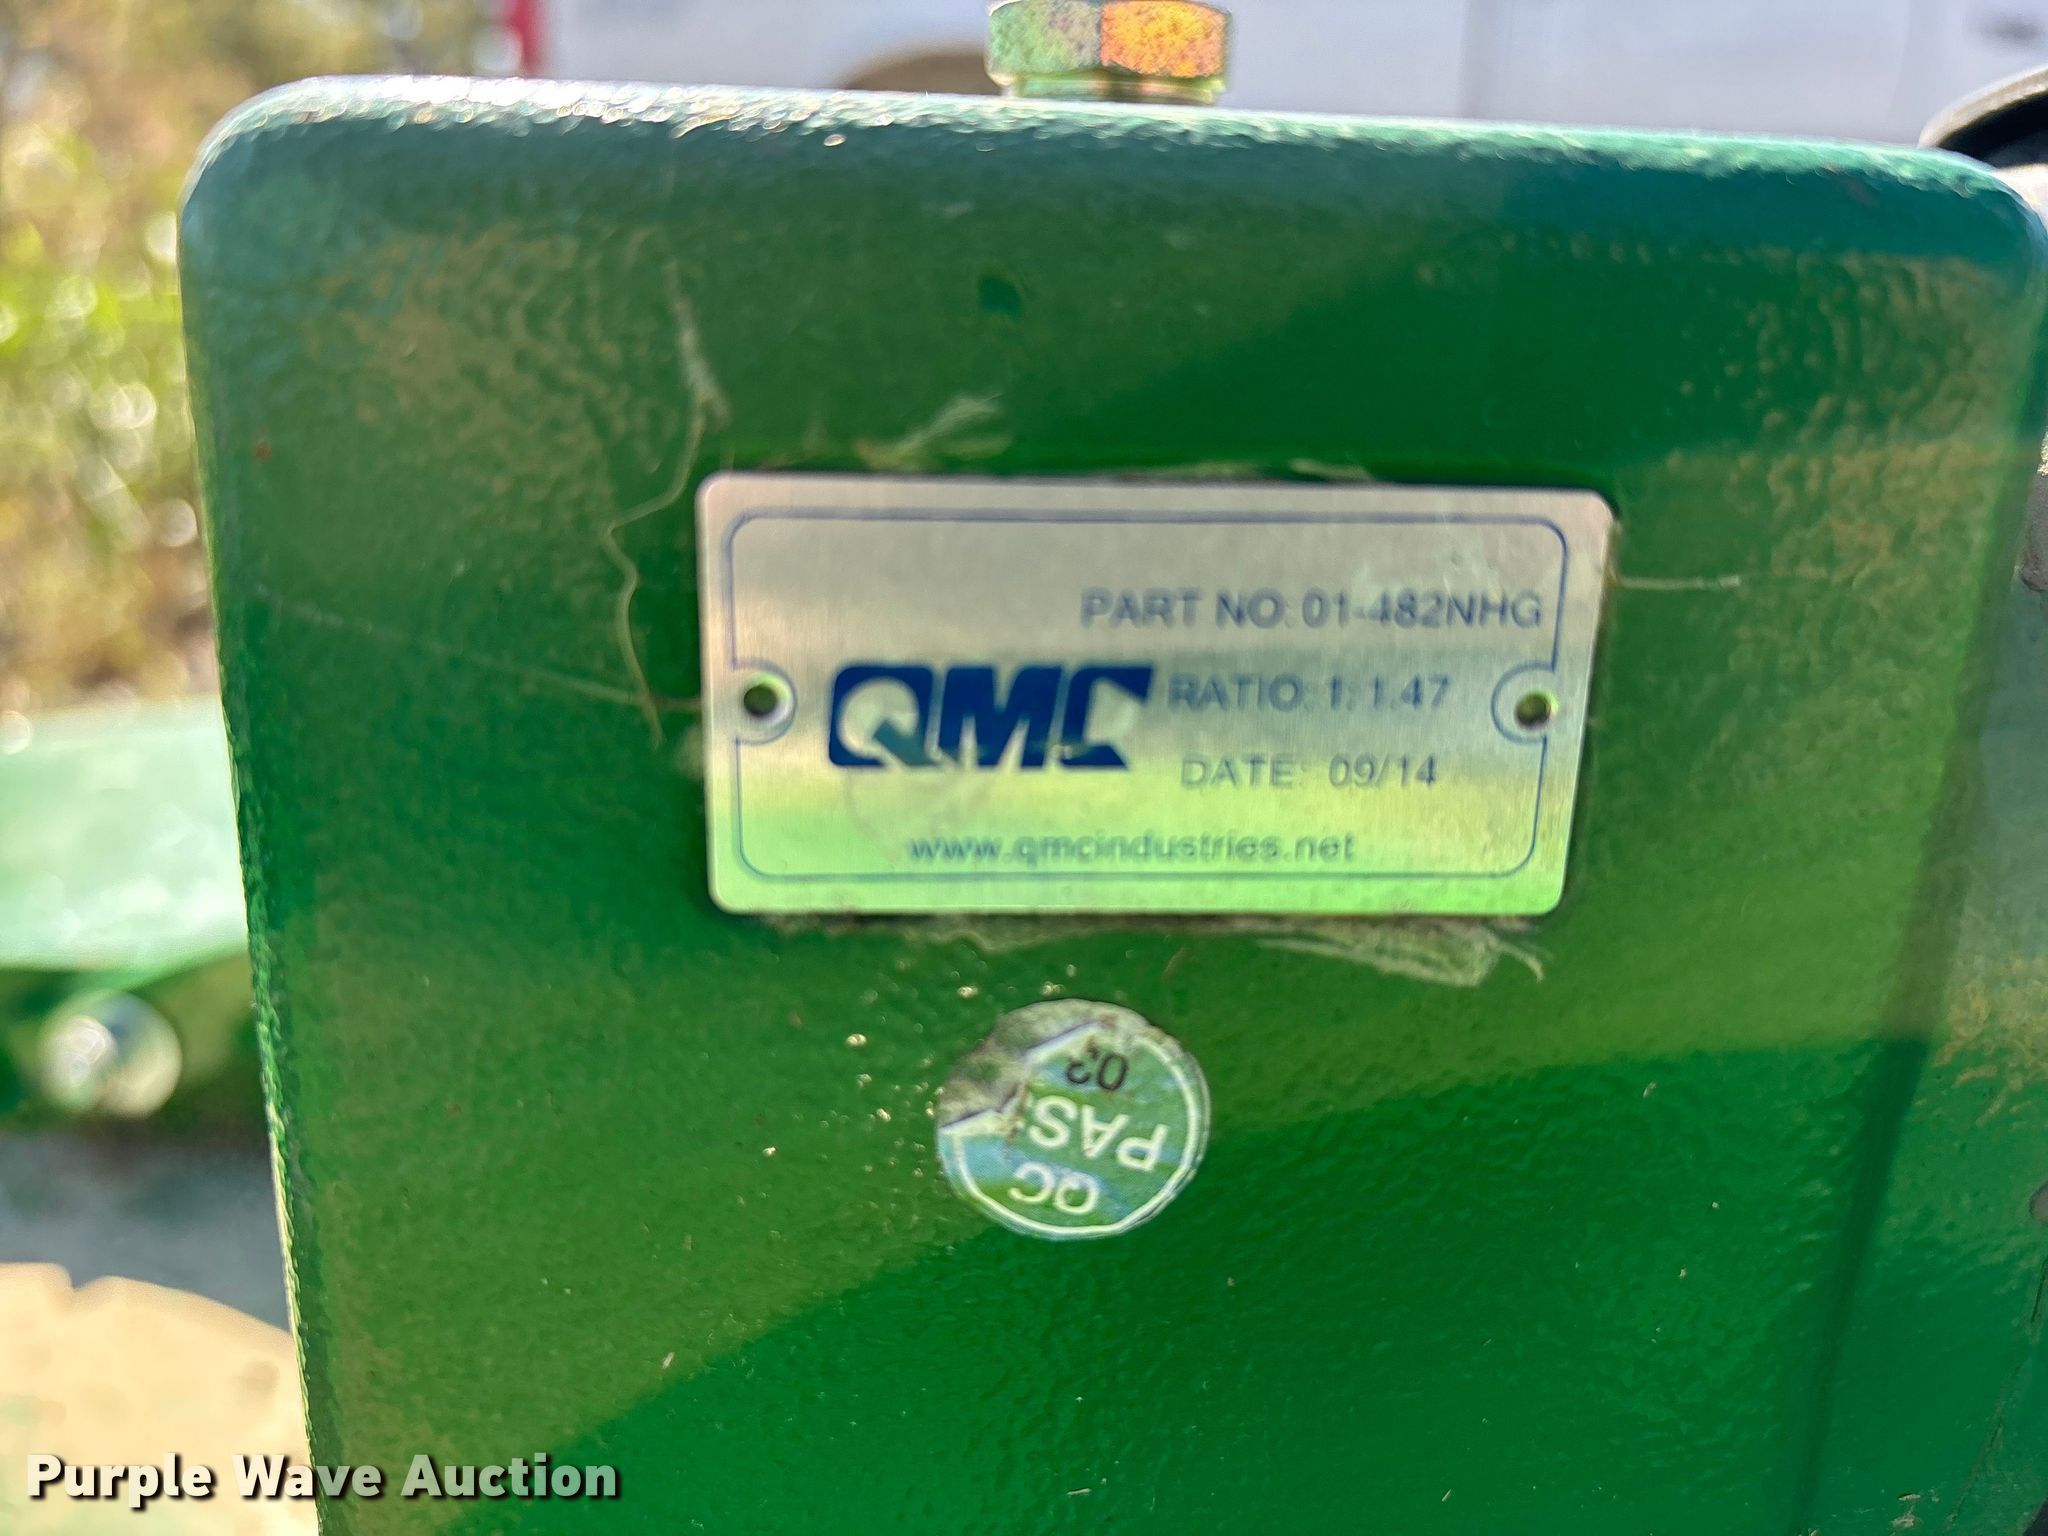 PART NO: 01-482NHG
QMC
RATIO: 1: 1.47
DATE: 09/14
www.qmcindustries.net
QC
PAS
02
Purple Wave Auction